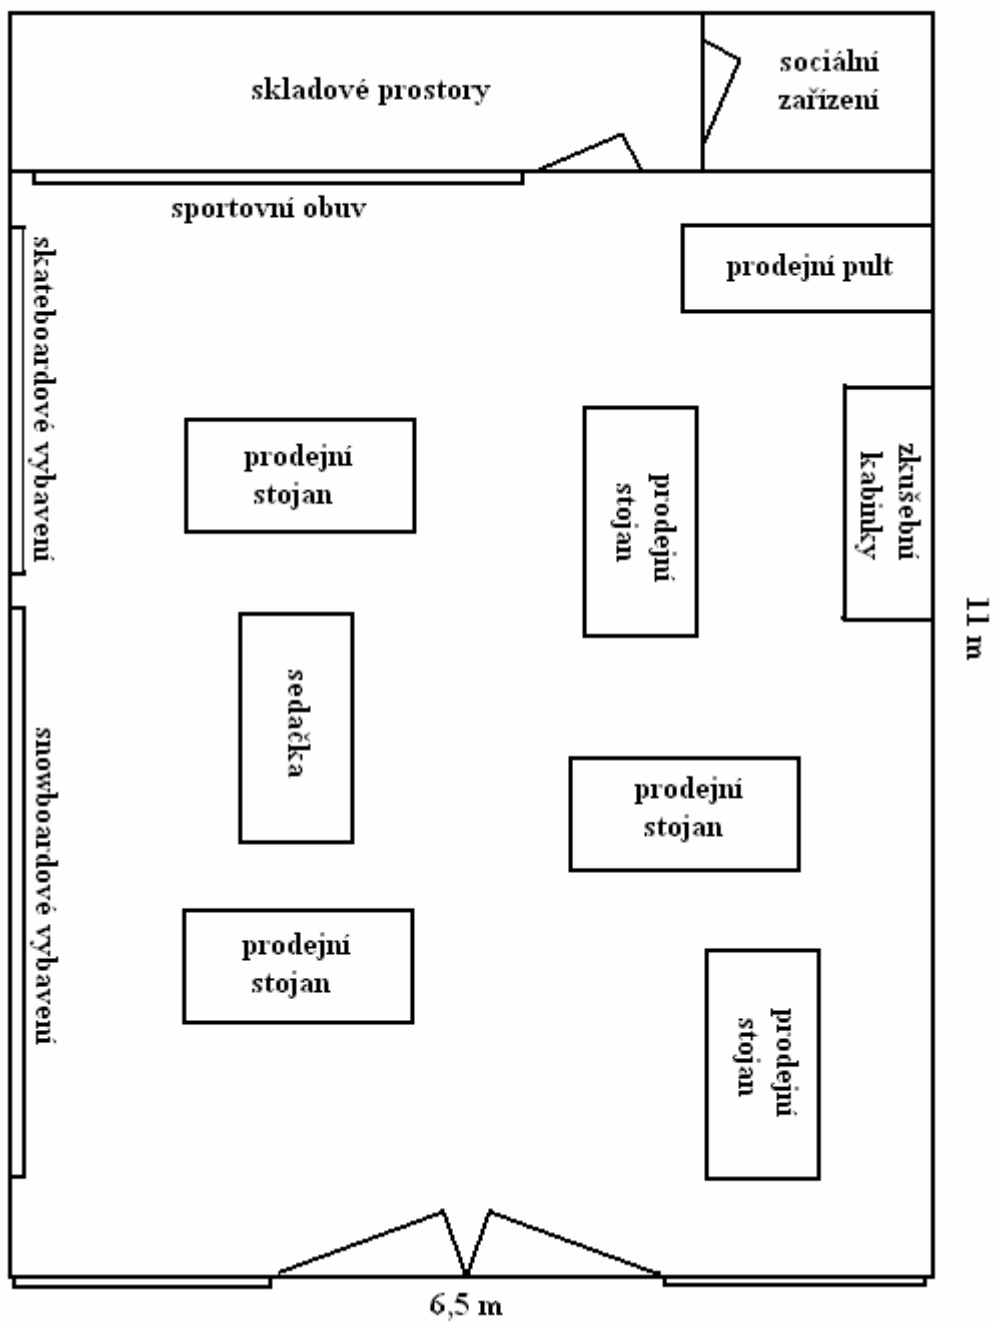 skladové prostory
sociální
zařízení
sportovní obuv
skateboardové vybavení
prodejní pult
prodejní
stojan
prodejní
stojan
zkušební
kabinky
11 m
sedačka
snowboardové vybavení
prodejní
stojan
prodejní
stojan
prodejní
stojan
6,5 m